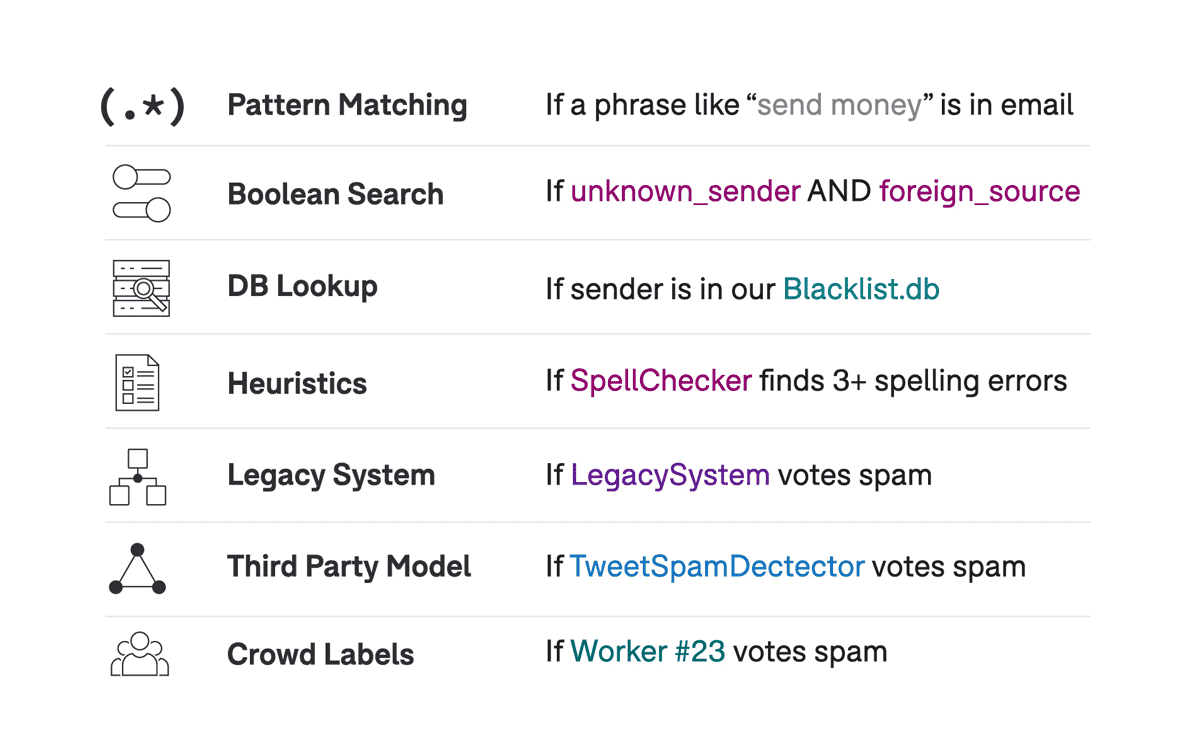 (.*) Pattern Matching If a phrase like “send money” is in email
Boolean Search If unknown_sender AND foreign_source
DB Lookup If sender is in our Blacklist.db
Heuristics If SpellChecker finds 3+ spelling errors
Legacy System If LegacySystem votes spam
Third Party Model If TweetSpamDectector votes spam
Crowd Labels If Worker #23 votes spam